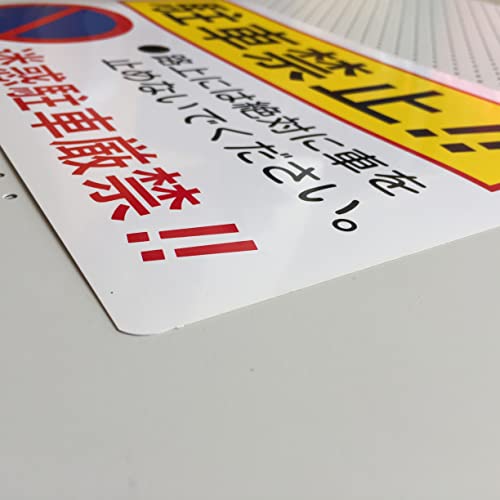 駐車禁止!!
●路上には絶対に車を
止めないでください。
迷惑駐車厳禁!!